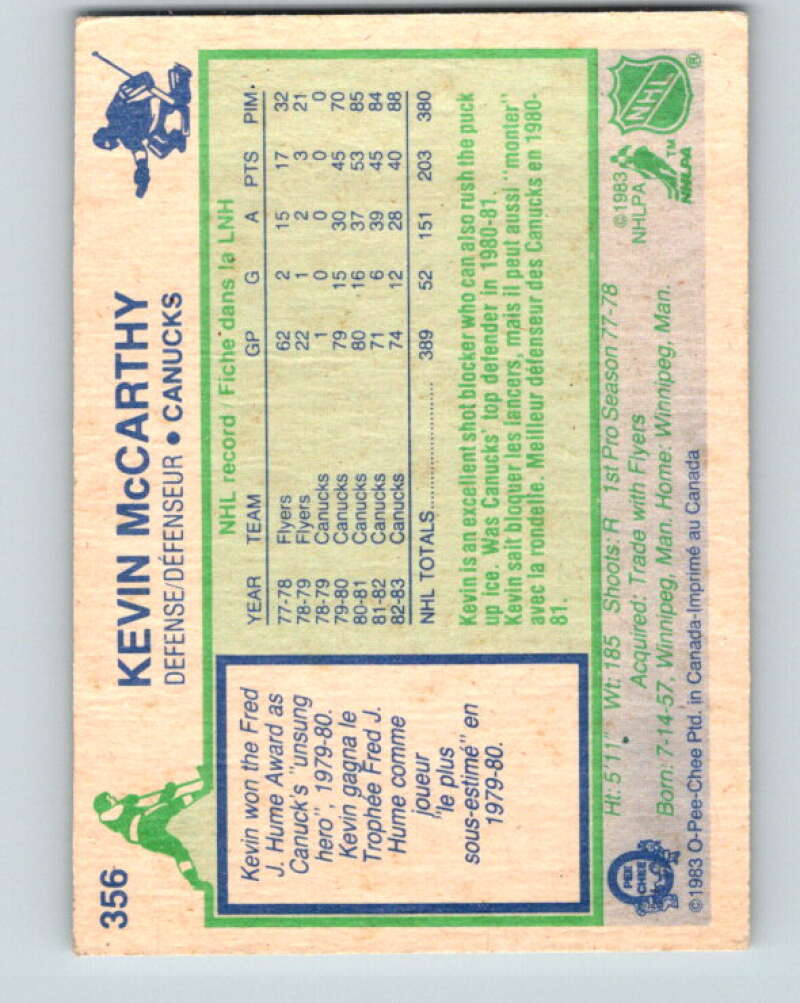 356
KEVIN McCARTHY
DEFENSE/DÉFENSEUR • CANUCKS
Kevin won the Fred
J. Hume Award as
Canuck's "unsung
hero", 1979-80.
Kevin gagna le
Trophée Fred J.
Hume comme
joueur
"le plus
sous-estimé" en
1979-80.
NHL record Fiche dans la LNH
YEAR TEAM GP G A PTS PIM.
77-78 Flyers 62 2 15 17 32
78-79 Flyers 22 1 2 3 21
78-79 Canucks 1 0 0 0 0
79-80 Canucks 79 15 30 45 70
80-81 Canucks 80 16 37 53 85
81-82 Canucks 71 6 39 45 84
82-83 Canucks 74 12 28 40 88
NHL TOTALS.................... 389 52 151 203 380
Kevin is an excellent shot blocker who can also rush the puck
up ice. Was Canucks' top defender in 1980-81.
Kevin sait bloquer les lancers, mais il peut aussi "monter"
avec la rondelle. Meilleur défenseur des Canucks en 1980-
81.
Ht: 5'11" Wt: 185 Shoots: R 1st Pro Season 77-78
Acquired: Trade with Flyers
Born: 7-14-57, Winnipeg, Man. Home: Winnipeg, Man.
©1983 O-Pee-Chee Ptd. in Canada-Imprimé au Canada
O
PEE
CHEE
©1983
NHLPA
NHLPA
TM
NHL
®